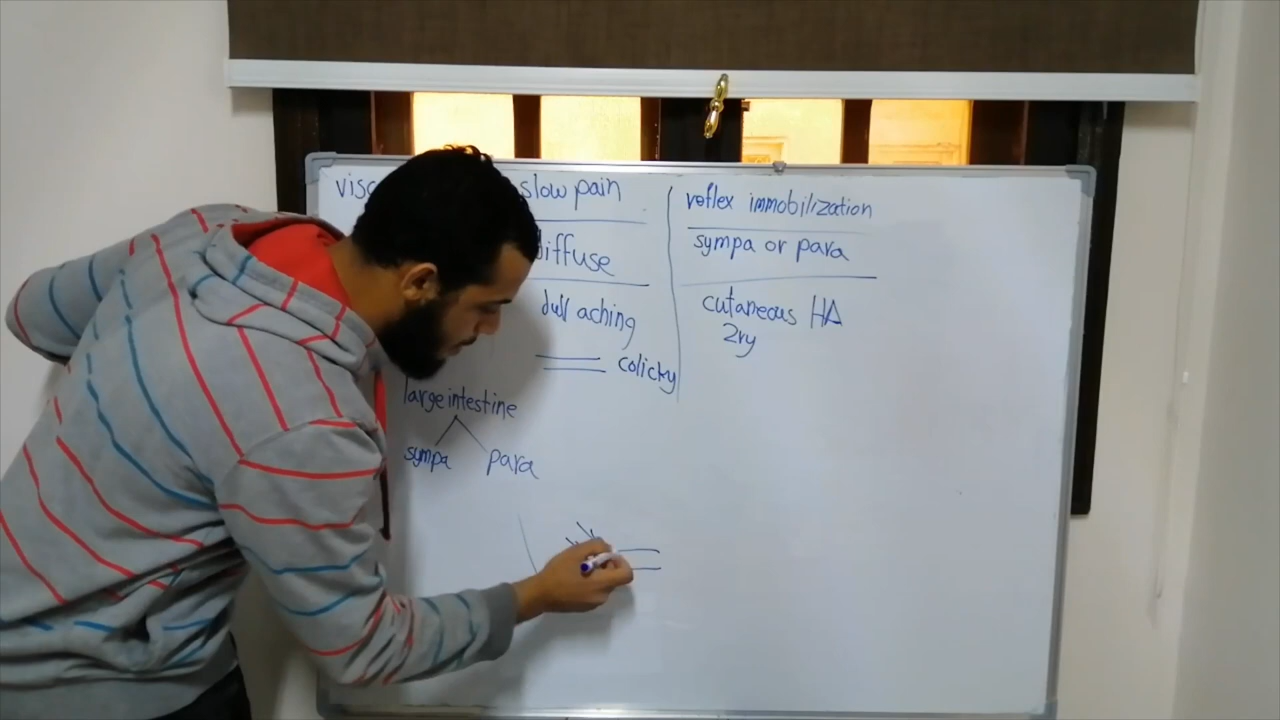 slow pain
diffuse
dull aching
colicky
large intestine
sympa para
reflex immobilization
sympa or para
cutaneous HA
2ry